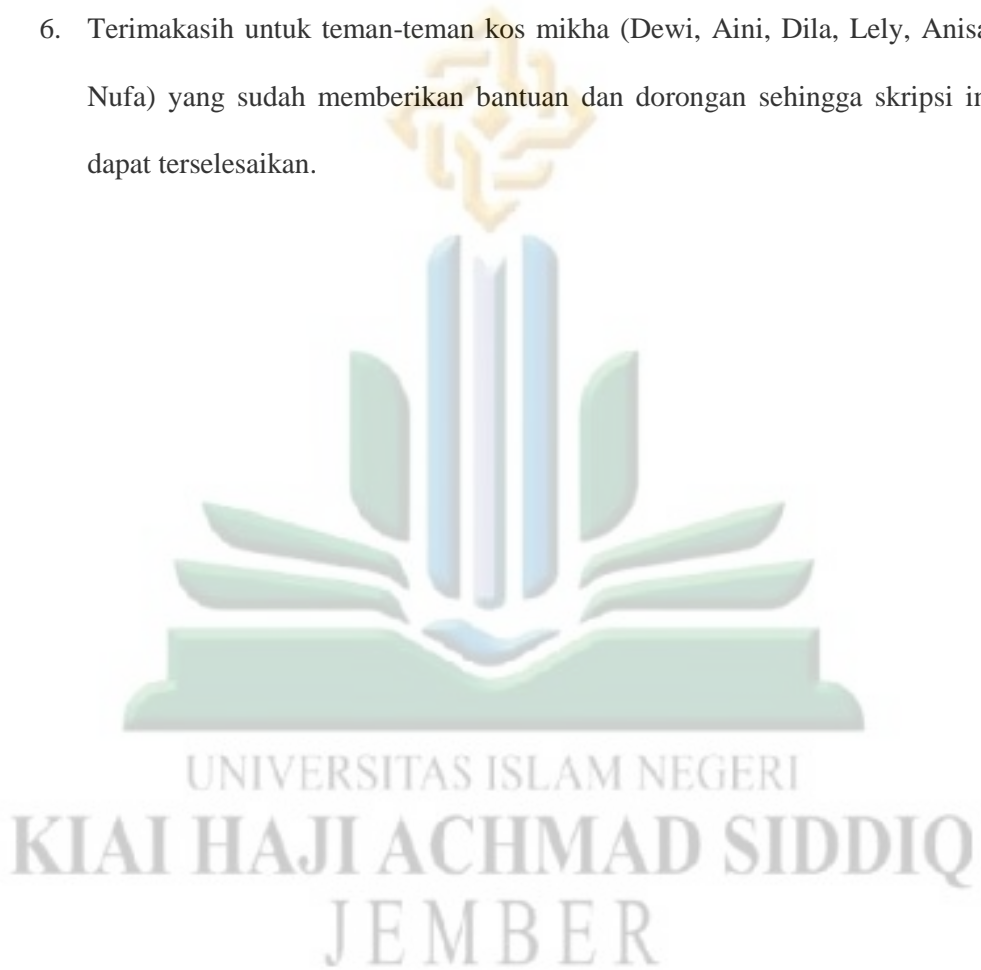 6. Terimakasih untuk teman-teman kos mikha (Dewi, Aini, Dila, Lely, Anisa
Nufa) yang sudah memberikan bantuan dan dorongan sehingga skripsi
dapat terselesaikan.
UNIVERSITAS ISLAM NEGERI
KIAI HAJI ACHMAD SIDDIQ
JEMBER